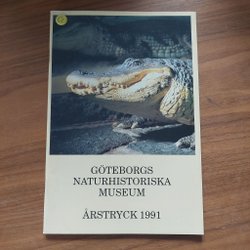 GÖTEBORGS
NATURHISTORISKA
MUSEUM
ÅRSTRYCK 1991